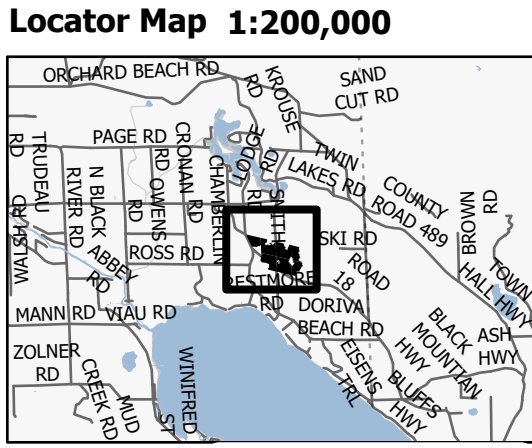 Locator Map 1:200,000
ORCHARD BEACH RD
KROUSE
RD
SAND
CUT RD
PAGE RD
TRUDEAU
RD
N BLACK
RIVER RD
OWENS
RD
RD
CRONAN RD
CHAMBERLIN
LODGE
RD
TWIN
LAKES RD
COUNTY
ROAD 489
SMITH
BROWN
RD
WALSH RD
ABBEY
RD
ROSS RD
SKI RD
ROAD
18
TOWN
HALL HWY
MANN RD
VIAU RD
RD
DORIVA
BEACH RD
BLACK
MOUNTIAN
HWY
ASH
HWY
ZOLNER
RD
CREEK RD
MUD
ST
WINIFRED
EISENS
TRL
BLUFFS
HWY